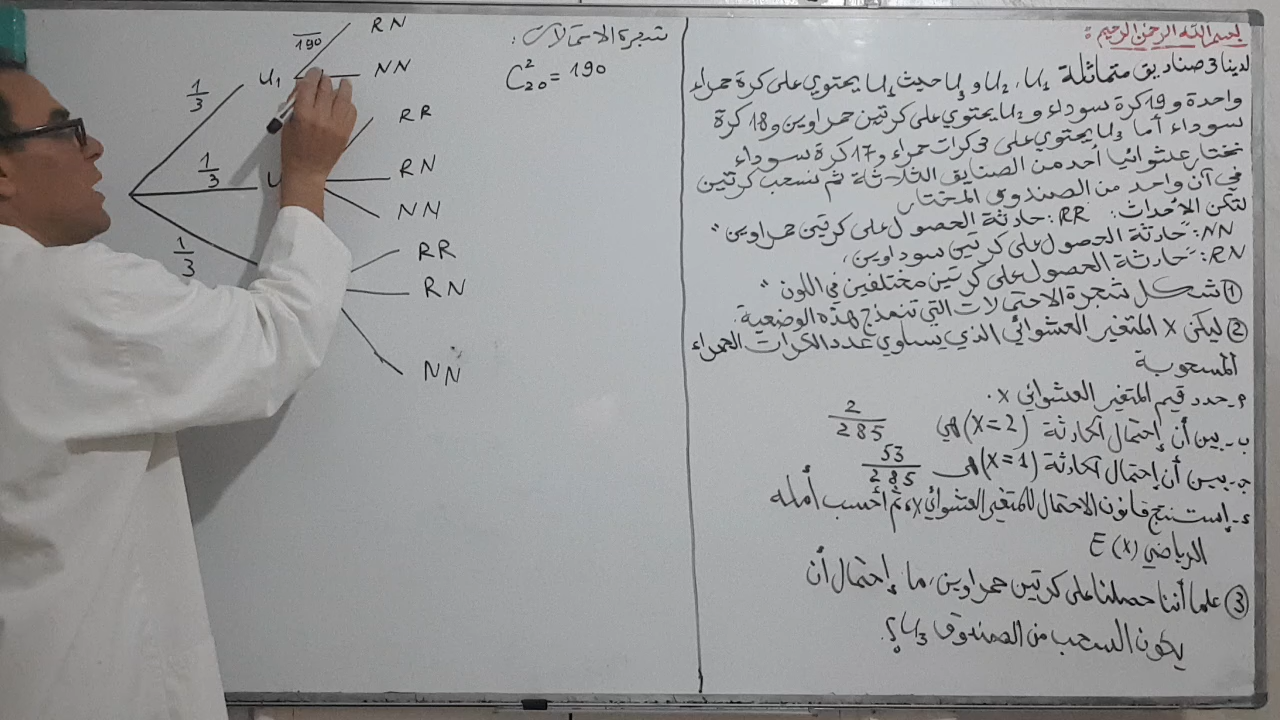 بسم الله الرحمن الرحيم :
لدينا 3 صناديق متماثلة U₁ ، U₂ و U₃ حيث U₁ يحتوي على كرة حمراء
واحدة و 19 كرة سوداء و U₂ يحتوي على كرتين حمراوين و 18 كرة
سوداء أما U₃ يحتوي على 3 كرات حمراء و 17 كرة سوداء
نختار عشوائيا أحد من الصناديق الثلاثة ثم نسحب كرتين
في آن واحد من الصندوق المختار
لتكن الأحداث: RR: حادثة الحصول على كرتين حمراوين "
NN: "حادثة الحصول على كرتين سوداوين
RN: "حادثة الحصول على كرتين مختلفين في اللون "
① شكل شجرة الاحتمالات التي تنمذج هذه الوضعية.
② ليكن X المتغير العشوائي الذي يساوي عدد الكرات الحمراء
المسحوبة
أ- حدد قيم المتغير العشوائي X.
ب- بين أن إحتمال الحادثة (X=2) هي 2/285
ج- بين أن إحتمال الحادثة (X=1) هي 53/285
د- إستنتج قانون الاحتمال للمتغير العشوائي X، ثم أحسب أمله
الرياضي E(X)
③ علما أننا حصلنا على كرتين حمراوين، ما إحتمال أن
يكون السحب من الصندوق U₃ ؟
شجرة الاحتمالات :
C²₂₀ = 190
190 RN
1/3 U₁ NN
RR
1/3 U RN
NN
1/3 RR
RN
NN